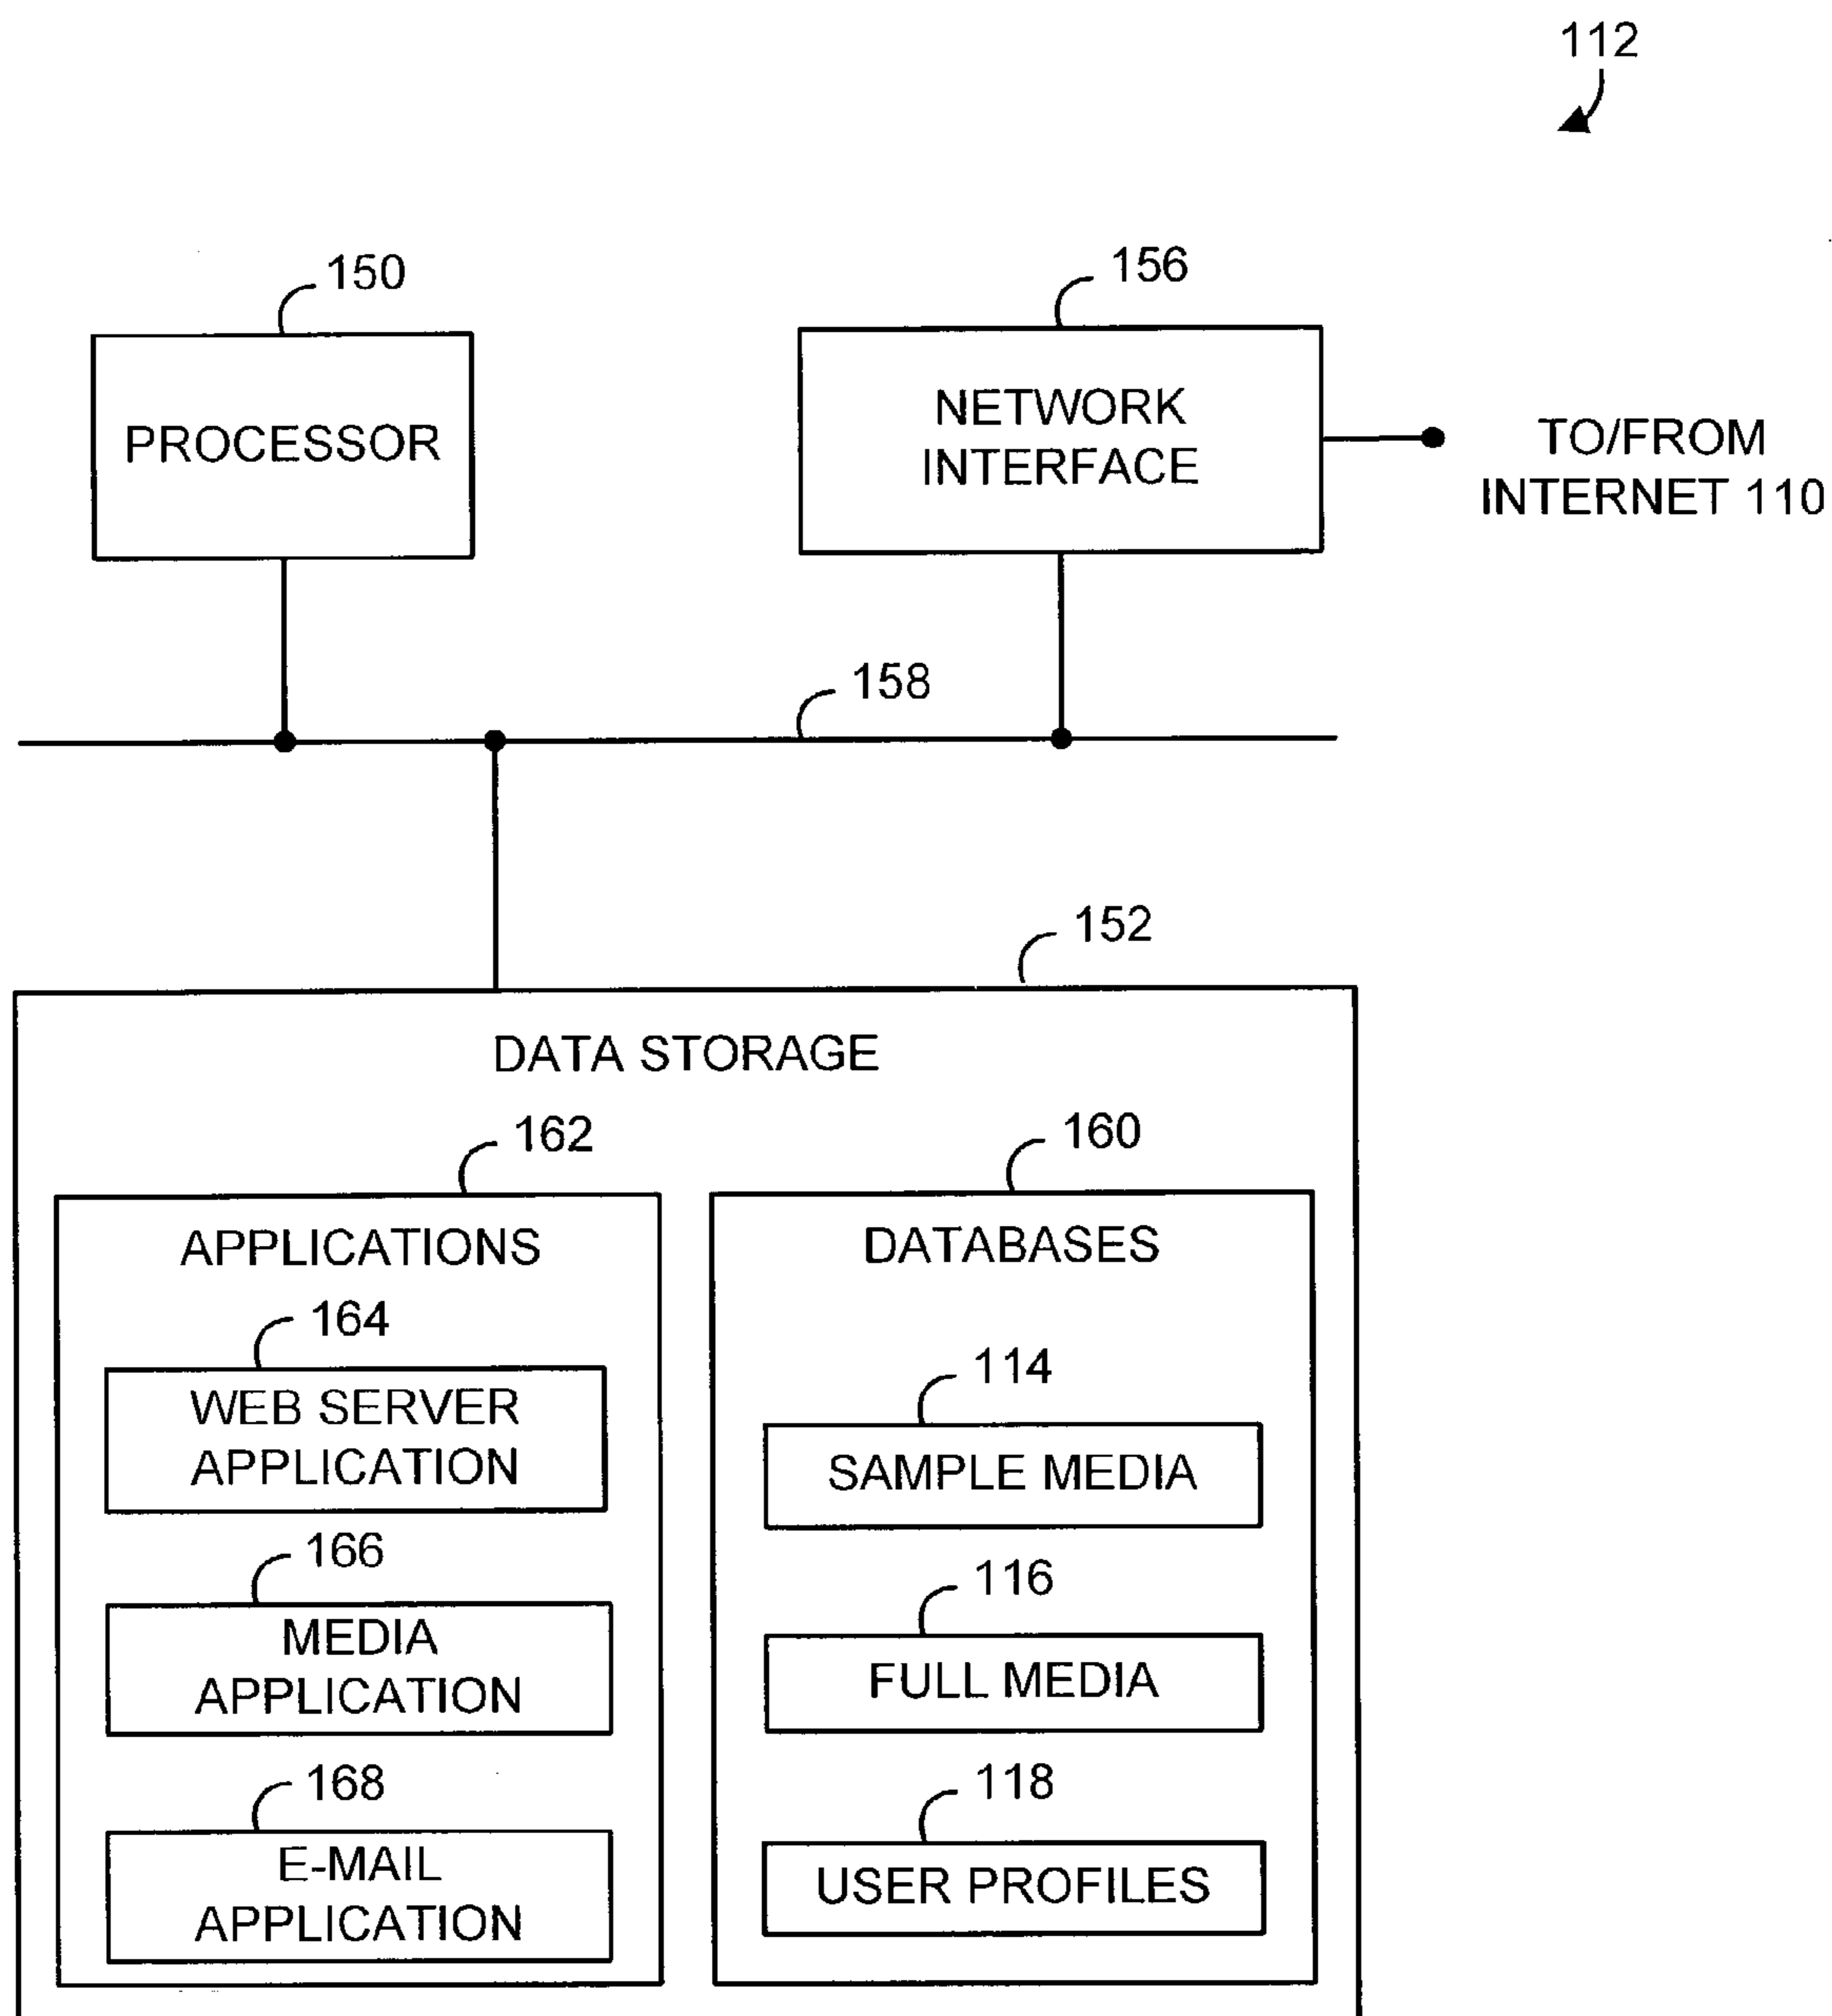 112
150
156
PROCESSOR
NETWORK
INTERFACE
TO/FROM
INTERNET 110
158
152
DATA STORAGE
162
APPLICATIONS
164
WEB SERVER
APPLICATION
166
MEDIA
APPLICATION
168
E-MAIL
APPLICATION
160
DATABASES
114
SAMPLE MEDIA
116
FULL MEDIA
118
USER PROFILES